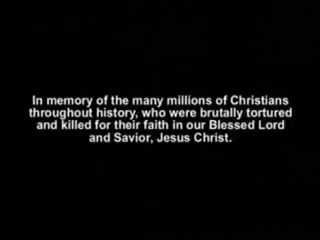 In memory of the many millions of Christians
throughout history, who were brutally tortured
and killed for their faith in our Blessed Lord
and Savior, Jesus Christ.